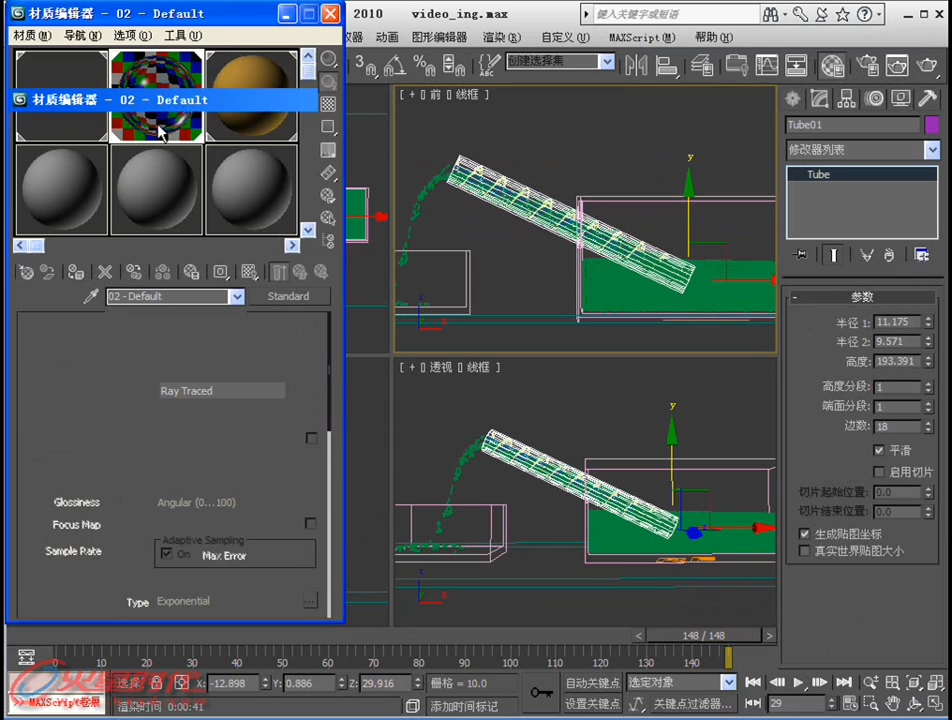 材质编辑器 - 02 - Default
2010 video_ing.max
键入关键字或短语
材质(M) 导航(N) 选项(O) 工具(U)
动画 图形编辑器 渲染(R) 自定义(U) MAXScript(M) 帮助(H)
创建选择集
材质编辑器 - 02 - Default
[ + 0 前 0 线框 ]
Tube01
修改器列表
Tube
02 - Default Standard
参数
半径 1: 11.175
半径 2: 9.571
高度: 193.391
高度分段: 1
端面分段: 1
边数: 18
平滑
启用切片
切片起始位置: 0.0
切片结束位置: 0.0
生成贴图坐标
真实世界贴图大小
[ + 0 透视 0 线框 ]
Ray Traced
Glossiness Angular (0...100)
Focus Map
Adaptive Sampling
Sample Rate On Max Error
Type Exponential ...
148 / 148
10 20 30 40 50 60 70 80 90 100 110 120 130 140
选择 X: -12.898 Y: 0.886 Z: 29.916 栅格 = 10.0
自动关键点 选定对象
>> MAXScript
渲染时间 0:00:41
添加时间标记
设置关键点 关键点过滤器...
29